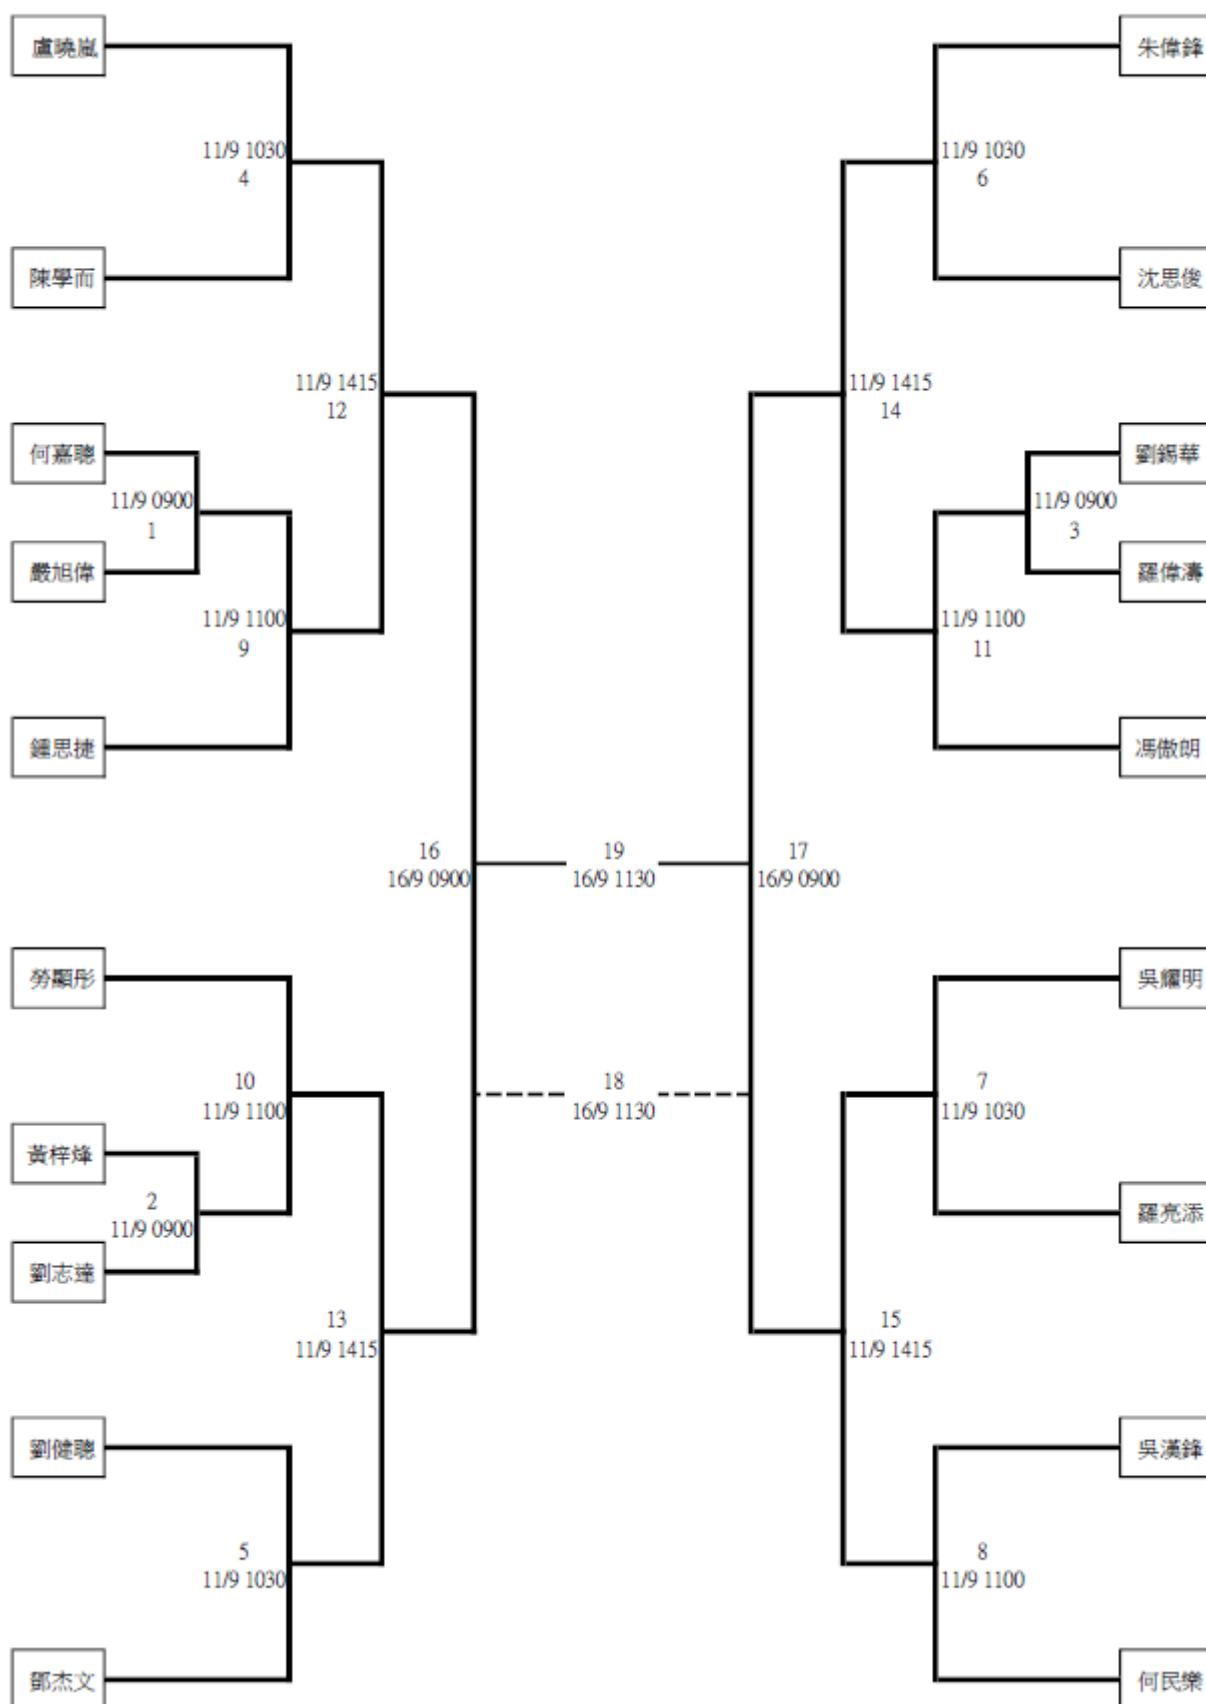 盧曉嵐
朱偉鋒
11/9 1030
4
11/9 1030
6
陳學而
沈思俊
11/9 1415
12
11/9 1415
14
何嘉聰
劉錫華
11/9 0900
1
11/9 0900
3
嚴旭偉
羅偉濤
11/9 1100
9
11/9 1100
11
鍾思捷
馮傲朗
16
16/9 0900
19
16/9 1130
17
16/9 0900
勞顯彤
吳耀明
10
11/9 1100
18
16/9 1130
7
11/9 1030
黃梓烽
2
11/9 0900
羅亮添
劉志達
13
11/9 1415
15
11/9 1415
劉健聰
吳漢鋒
5
11/9 1030
8
11/9 1100
鄧杰文
何民樂